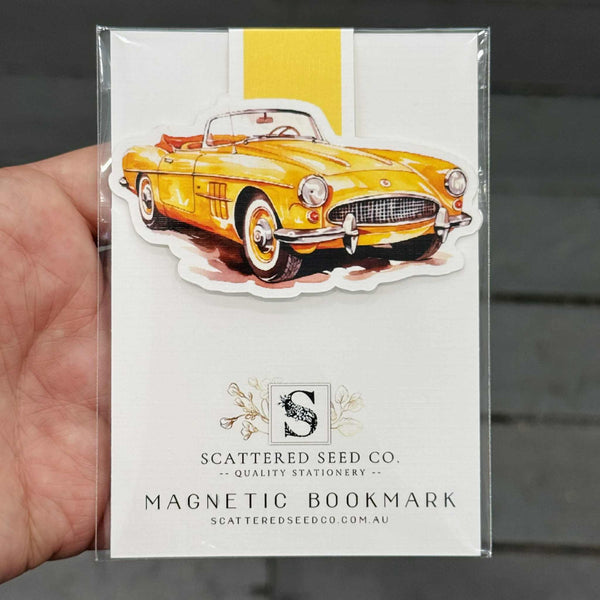 S
SCATTERED SEED CO.
-- QUALITY STATIONERY --
MAGNETIC BOOKMARK
SCATTEREDSEEDCO.COM.AU